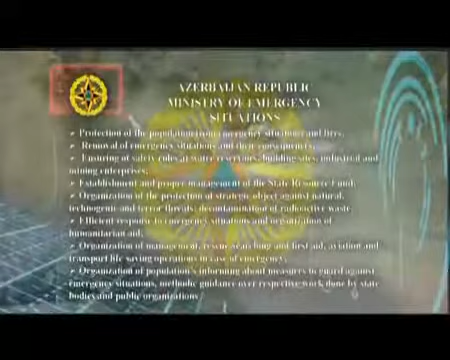 AZERBAIJAN REPUBLIC
MINISTRY OF EMERGENCY
SITUATIONS
➢ Protection of the population from emergency situations and fires,
➢ Removal of emergency situations and their consequences,
➢ Ensuring of safety rules at water reservoirs, building sites, industrial and
mining enterprises,
➢ Establishment and proper management of the State Resource Fund,
➢ Organization of the protection of strategic object against natural,
technogenic and terror threats; decontamination of radioactive waste
➢ Efficient response to emergency situations and organization of
humanitarian aid,
➢ Organization of management, rescue searching and first aid, aviation and
transport life-saving operations in case of emergency,
➢ Organization of population's informing about measures to guard against
emergency situations, methodic guidance over respective work done by state
bodies and public organizations